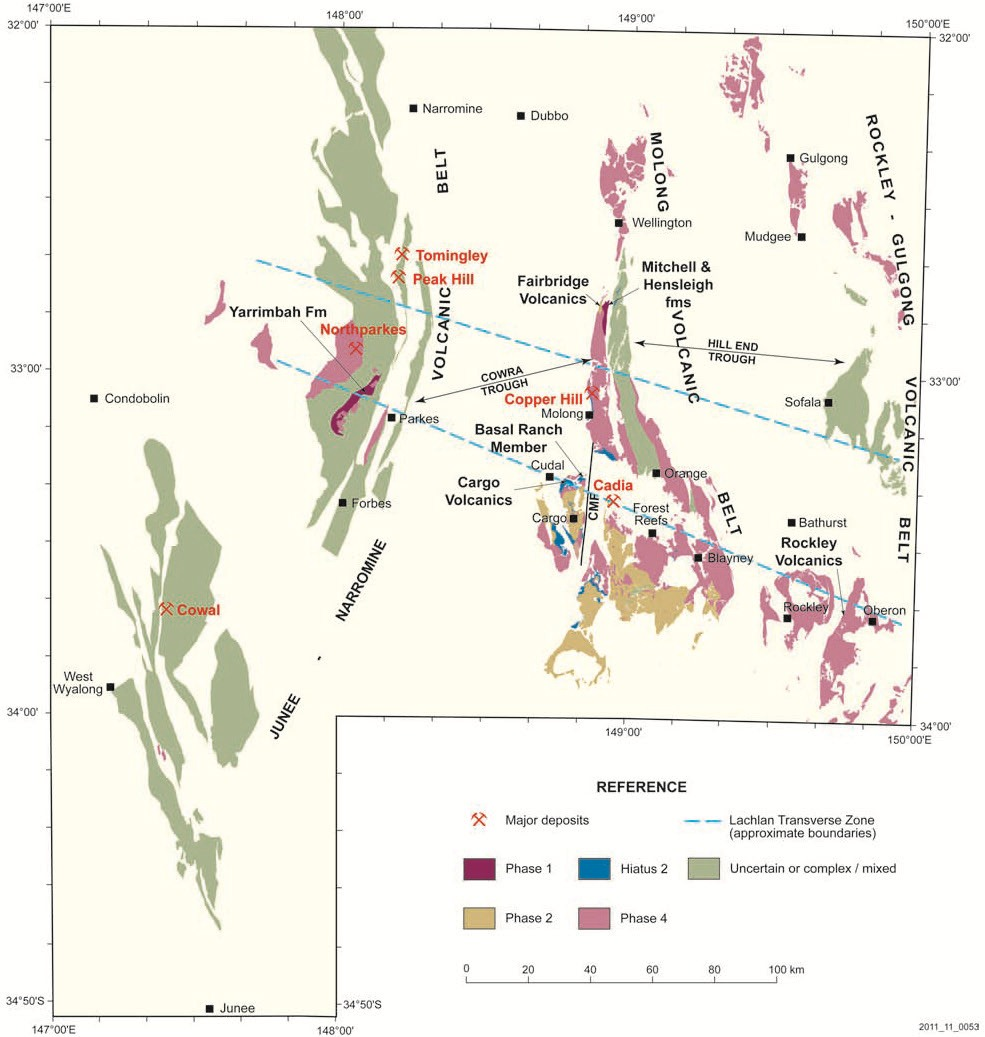 147°00'E
148°00'E
149°00'E
150°00'E
32°00'
32°00'
Narromine
Dubbo
BELT
MOLONG
ROCKLEY - GULGONG
Gulgong
Wellington
Mudgee
Tomingley
Peak Hill
Fairbridge
Volcanics
Mitchell &
Hensleigh
fms
Yarrimbah Fm
Northparkes
VOLCANIC
VOLCANIC
HILL END
TROUGH
33°00'
33°00'
COWRA
TROUGH
Condobolin
Copper Hill
Molong
Parkes
Sofala
VOLCANIC
Basal Ranch
Member
Cudal
Orange
Cargo
Volcanics
Cadia
Forbes
Cargo
CMF
Forest
Reefs
BELT
Bathurst
BELT
Blayney
Rockley
Volcanics
NARROMINE
Cowal
Rockley
Oberon
West
Wyalong
JUNEE
34°00'
34°00'
149°00'E
150°00'E
REFERENCE
Major deposits
Lachlan Transverse Zone
(approximate boundaries)
Phase 1
Hiatus 2
Uncertain or complex / mixed
Phase 2
Phase 4
0 20 40 60 80 100 km
34°50'S
34°50'S
Junee
147°00'E
148°00'E
2011_11_0053